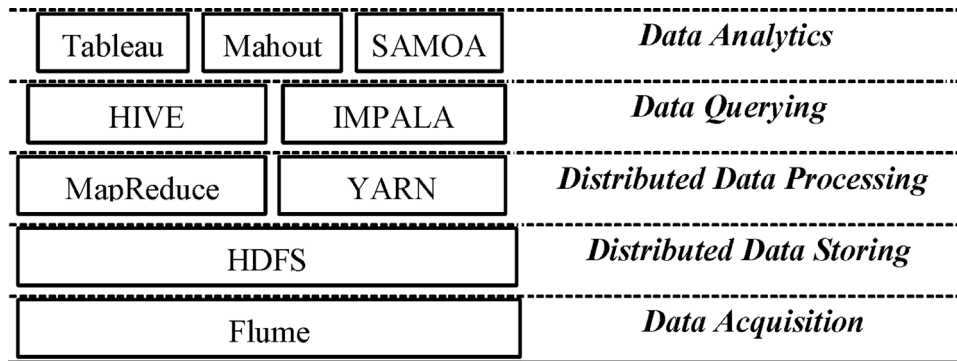 Tableau Mahout SAMOA Data Analytics
HIVE IMPALA Data Querying
MapReduce YARN Distributed Data Processing
HDFS Distributed Data Storing
Flume Data Acquisition